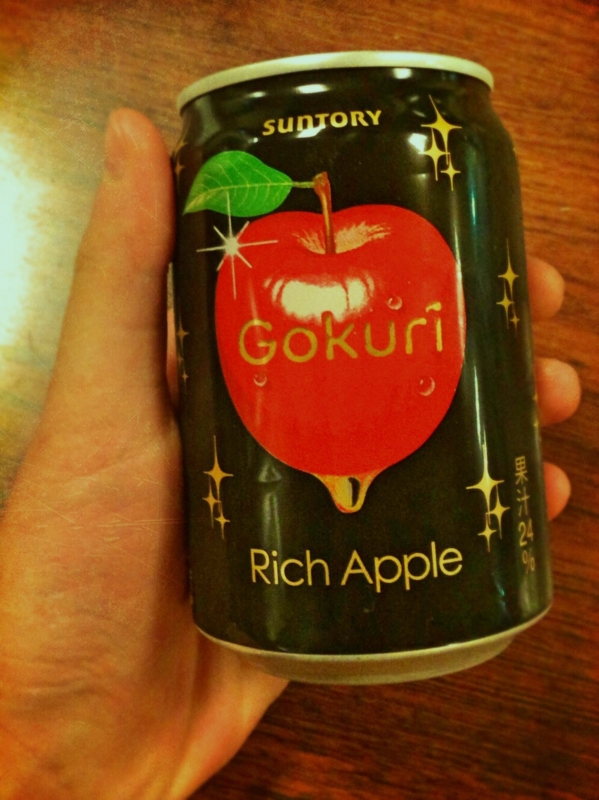 SUNTORY
Gokuri
Rich Apple
果汁24%